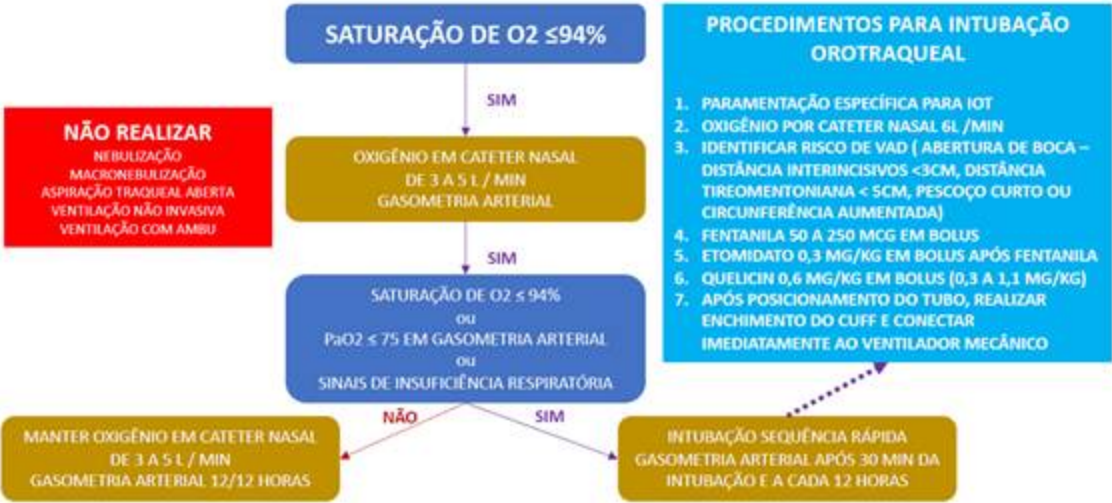 SATURAÇÃO DE O2 ≤94%
SIM
NÃO REALIZAR
NEBULIZAÇÃO
MACRONEBULIZAÇÃO
ASPIRAÇÃO TRAQUEAL ABERTA
VENTILAÇÃO NÃO INVASIVA
VENTILAÇÃO COM AMBU
OXIGÊNIO EM CATETER NASAL
DE 3 A 5 L / MIN
GASOMETRIA ARTERIAL
SIM
SATURAÇÃO DE O2 ≤ 94%
ou
PaO2 ≤ 75 EM GASOMETRIA ARTERIAL
ou
SINAIS DE INSUFICIÊNCIA RESPIRATÓRIA
NÃO
SIM
MANTER OXIGÊNIO EM CATETER NASAL
DE 3 A 5 L / MIN
GASOMETRIA ARTERIAL 12/12 HORAS
INTUBAÇÃO SEQUÊNCIA RÁPIDA
GASOMETRIA ARTERIAL APÓS 30 MIN DA
INTUBAÇÃO E A CADA 12 HORAS
PROCEDIMENTOS PARA INTUBAÇÃO
OROTRAQUEAL
1. PARAMENTAÇÃO ESPECÍFICA PARA IOT
2. OXIGÊNIO POR CATETER NASAL 6L /MIN
3. IDENTIFICAR RISCO DE VAD ( ABERTURA DE BOCA –
DISTÂNCIA INTERINCISIVOS <3CM, DISTÂNCIA
TIREOMENTONIANA < 5CM, PESCOÇO CURTO OU
CIRCUNFERÊNCIA AUMENTADA)
4. FENTANILA 50 A 250 MCG EM BOLUS
5. ETOMIDATO 0,3 MG/KG EM BOLUS APÓS FENTANILA
6. QUELICIN 0,6 MG/KG EM BOLUS (0,3 A 1,1 MG/KG)
7. APÓS POSICIONAMENTO DO TUBO, REALIZAR
ENCHIMENTO DO CUFF E CONECTAR
IMEDIATAMENTE AO VENTILADOR MECÂNICO